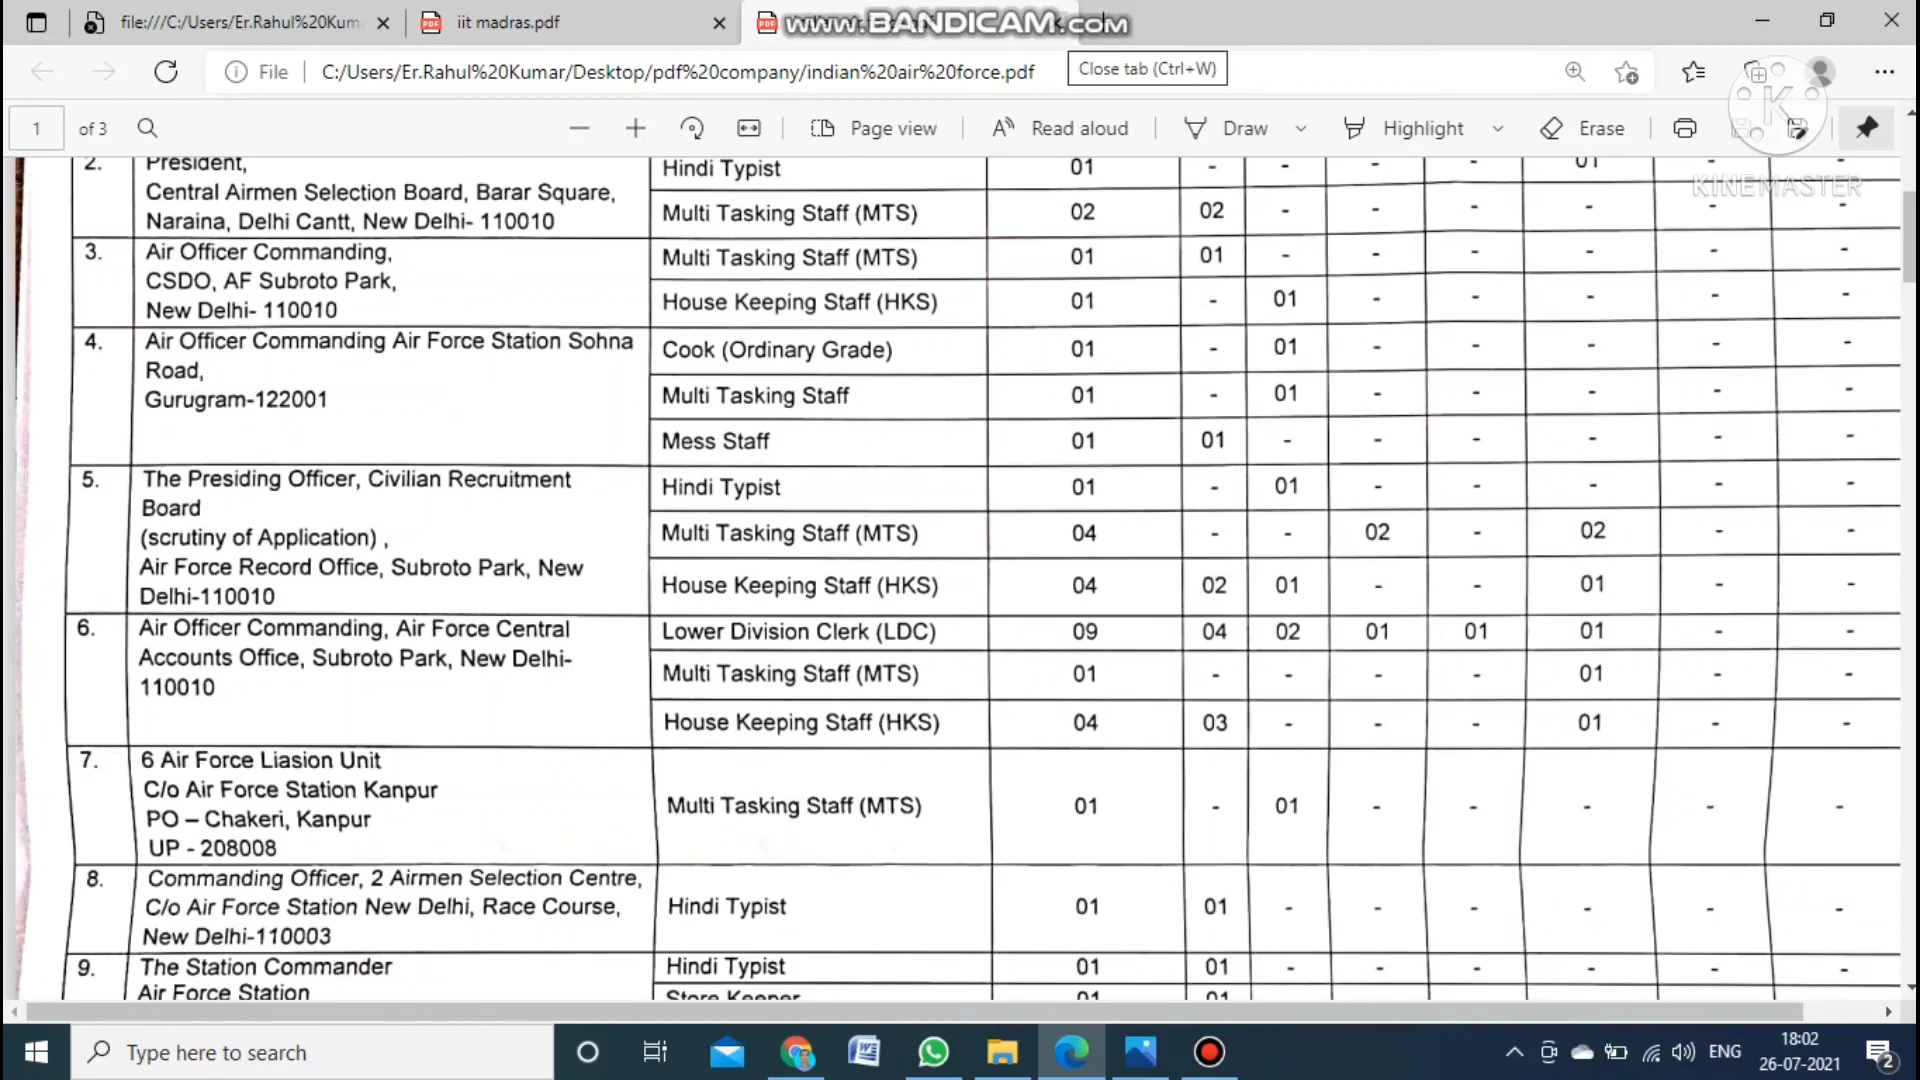 file:///C:/Users/Er.Rahul%20Kum
iit madras.pdf
www.BANDICAM.com
File
C:/Users/Er.Rahul%20Kumar/Desktop/pdf%20company/indian%20air%20force.pdf
Close tab (Ctrl+W)
1 of 3
Page view
Read aloud
Draw
Highlight
Erase
K
KINEMASTER
2. President, Hindi Typist 01 - - - - 01 - -
Central Airmen Selection Board, Barar Square,
Naraina, Delhi Cantt, New Delhi- 110010
Multi Tasking Staff (MTS) 02 02 - - - - - -
3. Air Officer Commanding, Multi Tasking Staff (MTS) 01 01 - - - - - -
CSDO, AF Subroto Park,
New Delhi- 110010
House Keeping Staff (HKS) 01 - 01 - - - - -
4. Air Officer Commanding Air Force Station Sohna Cook (Ordinary Grade) 01 - 01 - - - - -
Road,
Gurugram-122001
Multi Tasking Staff 01 - 01 - - - - -
Mess Staff 01 01 - - - - - -
5. The Presiding Officer, Civilian Recruitment Hindi Typist 01 - 01 - - - - -
Board
(scrutiny of Application) , Multi Tasking Staff (MTS) 04 - - 02 - 02 - -
Air Force Record Office, Subroto Park, New
Delhi-110010
House Keeping Staff (HKS) 04 02 01 - - 01 - -
6. Air Officer Commanding, Air Force Central Lower Division Clerk (LDC) 09 04 02 01 01 01 - -
Accounts Office, Subroto Park, New Delhi-
110010
Multi Tasking Staff (MTS) 01 - - - - 01 - -
House Keeping Staff (HKS) 04 03 - - - 01 - -
7. 6 Air Force Liasion Unit
C/o Air Force Station Kanpur
PO – Chakeri, Kanpur
UP - 208008
Multi Tasking Staff (MTS) 01 - 01 - - - - -
8. Commanding Officer, 2 Airmen Selection Centre,
C/o Air Force Station New Delhi, Race Course,
New Delhi-110003
Hindi Typist 01 01 - - - - - -
9. The Station Commander Hindi Typist 01 01 - - - - - -
Air Force Station Store Keeper 01 01
Type here to search
ENG
18:02
26-07-2021
2